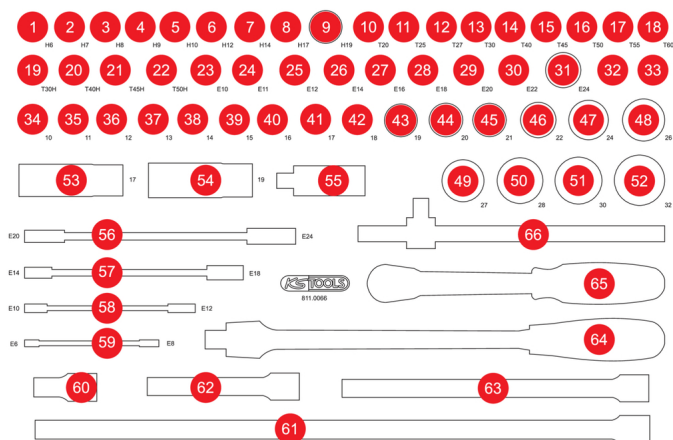 1 2 3 4 5 6 7 8 9 10 11 12 13 14 15 16 17 18
H6 H7 H8 H9 H10 H12 H14 H17 H19 T20 T25 T27 T30 T40 T45 T50 T55 T60
19 20 21 22 23 24 25 26 27 28 29 30 31 32 33
T30H T40H T45H T50H E10 E11 E12 E14 E16 E18 E20 E22 E24
34 35 36 37 38 39 40 41 42 43 44 45 46 47 48
10 11 12 13 14 15 16 17 18 19 20 21 22 24 26
53 17 54 19 55 49 50 51 52
27 28 30 32
E20 56 E24 66
E14 57 E18 KS TOOLS 65
811.0066
E10 58 E12
E6 59 E8 64
60 62 63
61